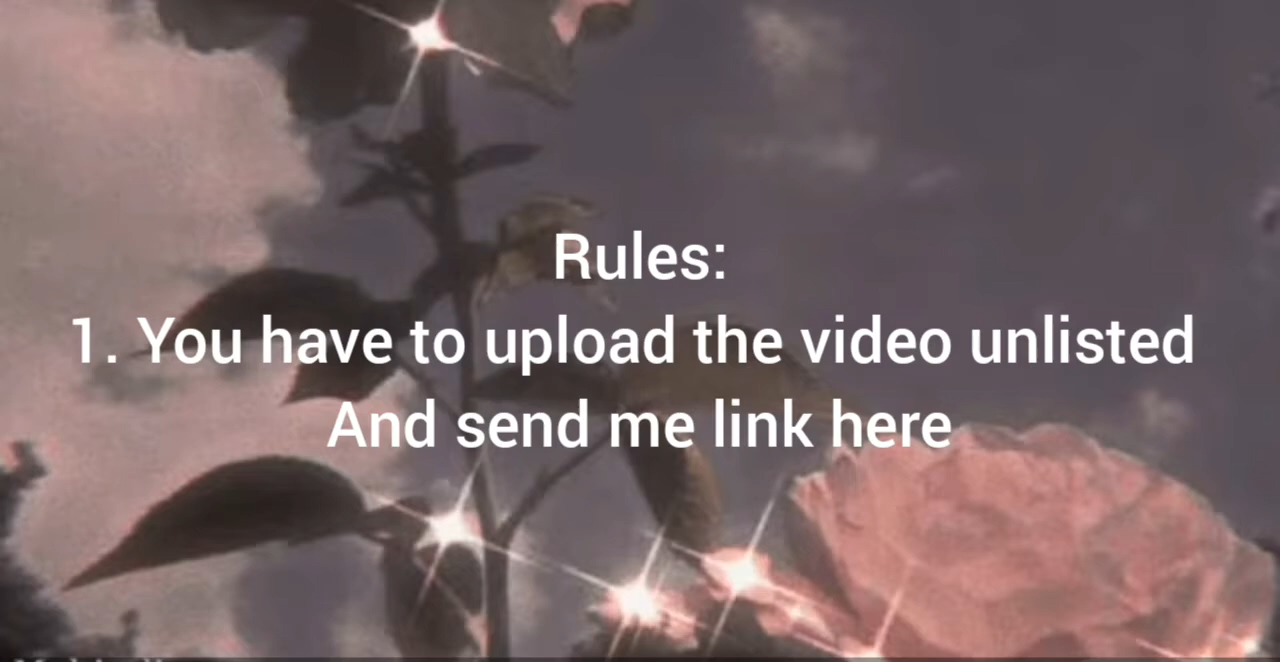 Rules:
1. You have to upload the video unlisted
And send me link here